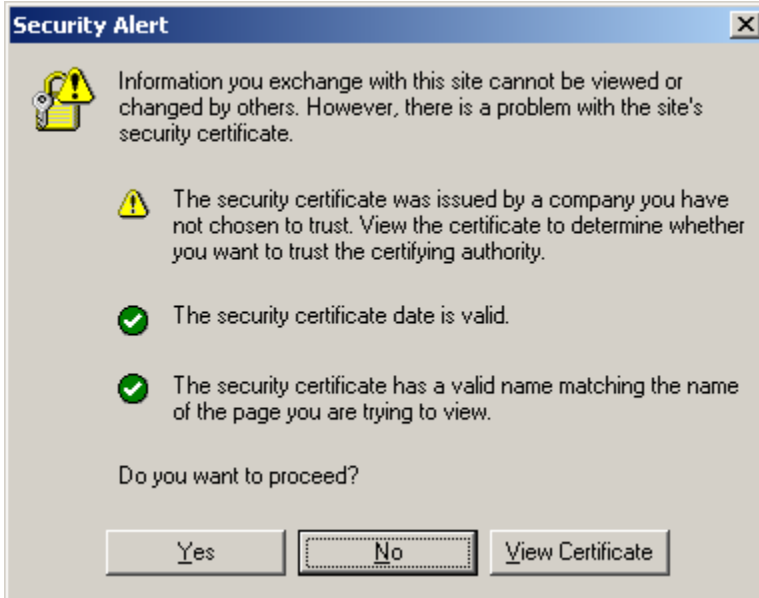 Security Alert
Information you exchange with this site cannot be viewed or
changed by others. However, there is a problem with the site's
security certificate.
The security certificate was issued by a company you have
not chosen to trust. View the certificate to determine whether
you want to trust the certifying authority.
The security certificate date is valid.
The security certificate has a valid name matching the name
of the page you are trying to view.
Do you want to proceed?
Yes
No
View Certificate